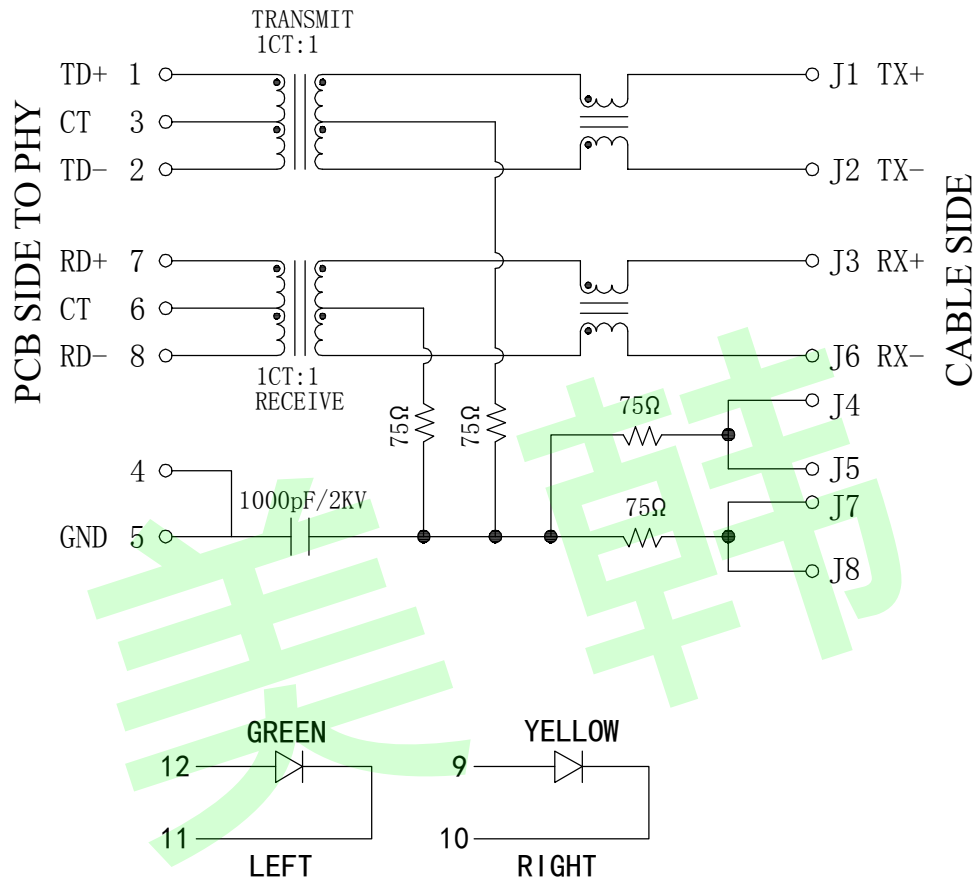 TRANSMIT
1CT:1
TD+ 1
CT 3
TD- 2
J1 TX+
J2 TX-
RD+ 7
CT 6
RD- 8
J3 RX+
J6 RX-
1CT:1
RECEIVE
PCB SIDE TO PHY
CABLE SIDE
75Ω
75Ω
75Ω
J4
J5
4
1000pF/2KV
GND 5
75Ω
J7
J8
美韩
GREEN
12
11
LEFT
YELLOW
9
10
RIGHT